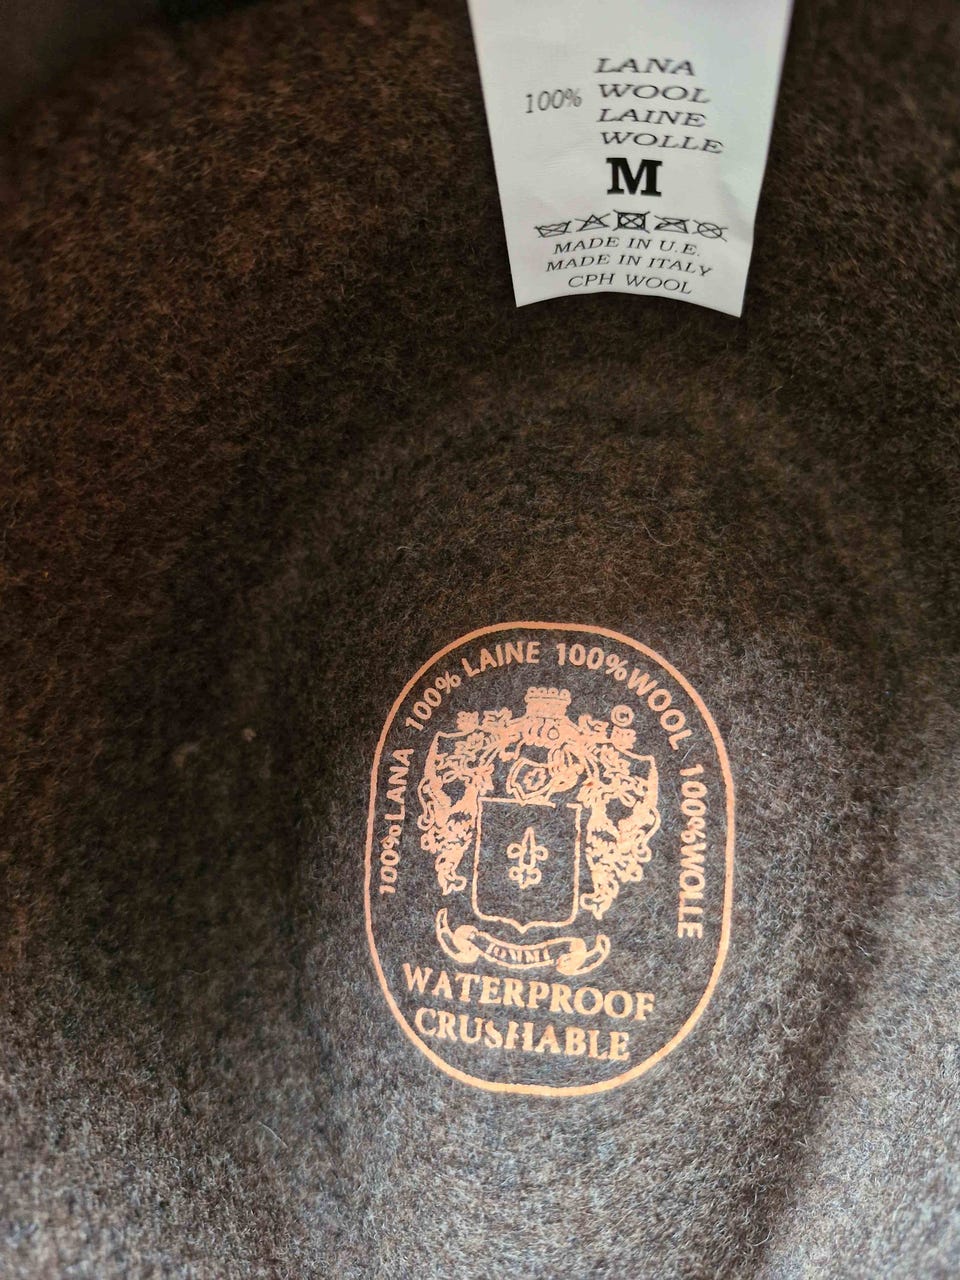 LANA
100% WOOL
LAINE
WOLLE
M
MADE IN U.E.
MADE IN ITALY
CPH WOOL
100% LANA 100% LAINE 100% WOOL 100% WOLLE
©
WATERPROOF
CRUSHABLE